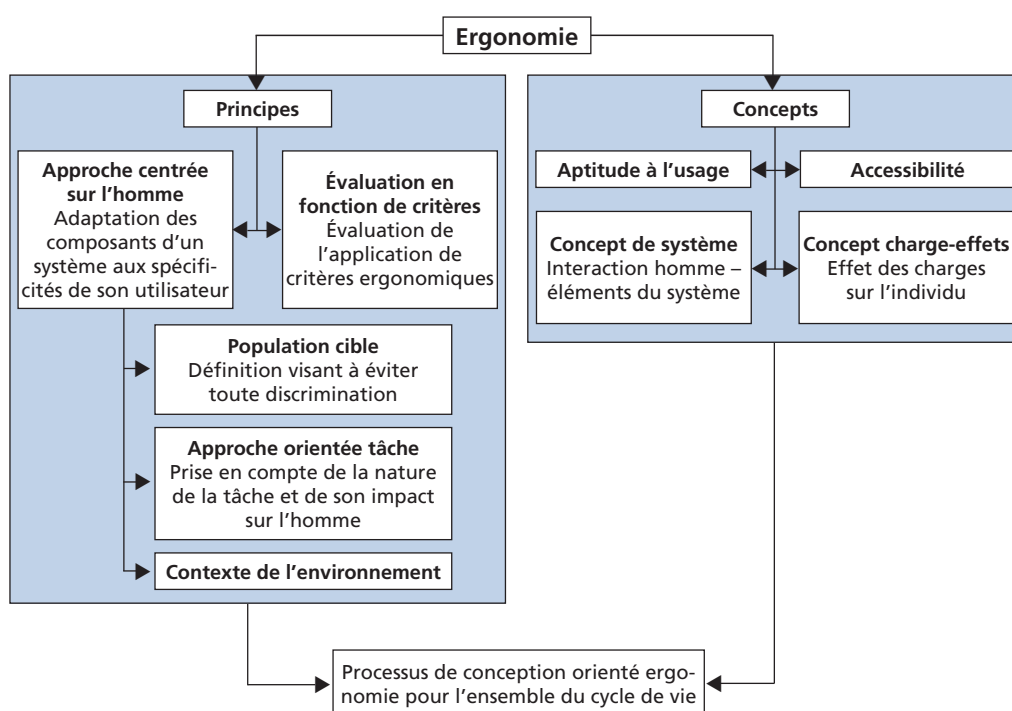 Ergonomie
Principes
Approche centrée
sur l'homme
Adaptation des
composants d'un
système aux spécifi-
cités de son utilisateur
Évaluation en
fonction de critères
Évaluation de
l'application de
critères ergonomiques
Population cible
Définition visant à éviter
toute discrimination
Approche orientée tâche
Prise en compte de la nature
de la tâche et de son impact
sur l'homme
Contexte de l'environnement
Concepts
Aptitude à l'usage
Accessibilité
Concept de système
Interaction homme –
éléments du système
Concept charge-effets
Effet des charges
sur l'individu
Processus de conception orienté ergo-
nomie pour l'ensemble du cycle de vie